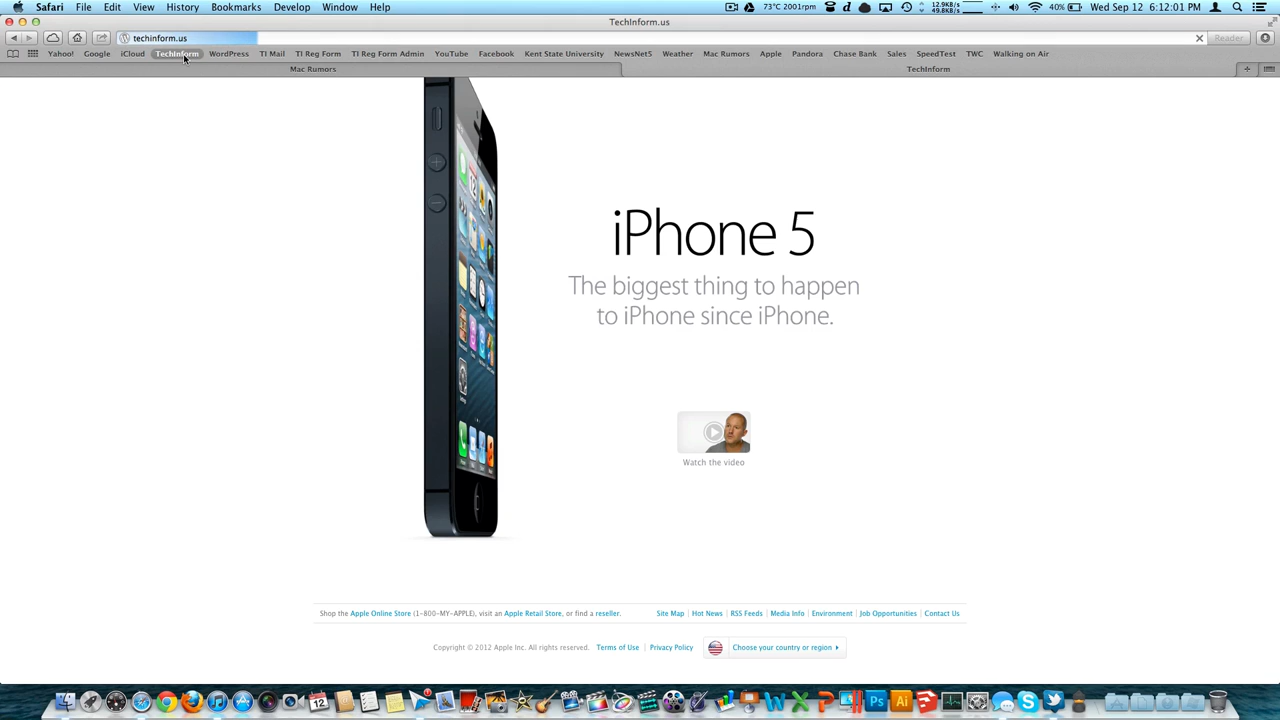 Safari File Edit View History Bookmarks Develop Window Help 73°C 2001rpm 12.9KB/s 49.8KB/s 40% Wed Sep 12 6:12:01 PM
TechInform.us
techinform.us Reader
Yahoo! Google iCloud TechInform WordPress TI Mail TI Reg Form TI Reg Form Admin YouTube Facebook Kent State University NewsNet5 Weather Mac Rumors Apple Pandora Chase Bank Sales SpeedTest TWC Walking on Air
Mac Rumors TechInform
iPhone 5
The biggest thing to happen
to iPhone since iPhone.
Watch the video
Shop the Apple Online Store (1-800-MY-APPLE), visit an Apple Retail Store, or find a reseller. Site Map Hot News RSS Feeds Media Info Environment Job Opportunities Contact Us
Copyright © 2012 Apple Inc. All rights reserved. Terms of Use Privacy Policy Choose your country or region